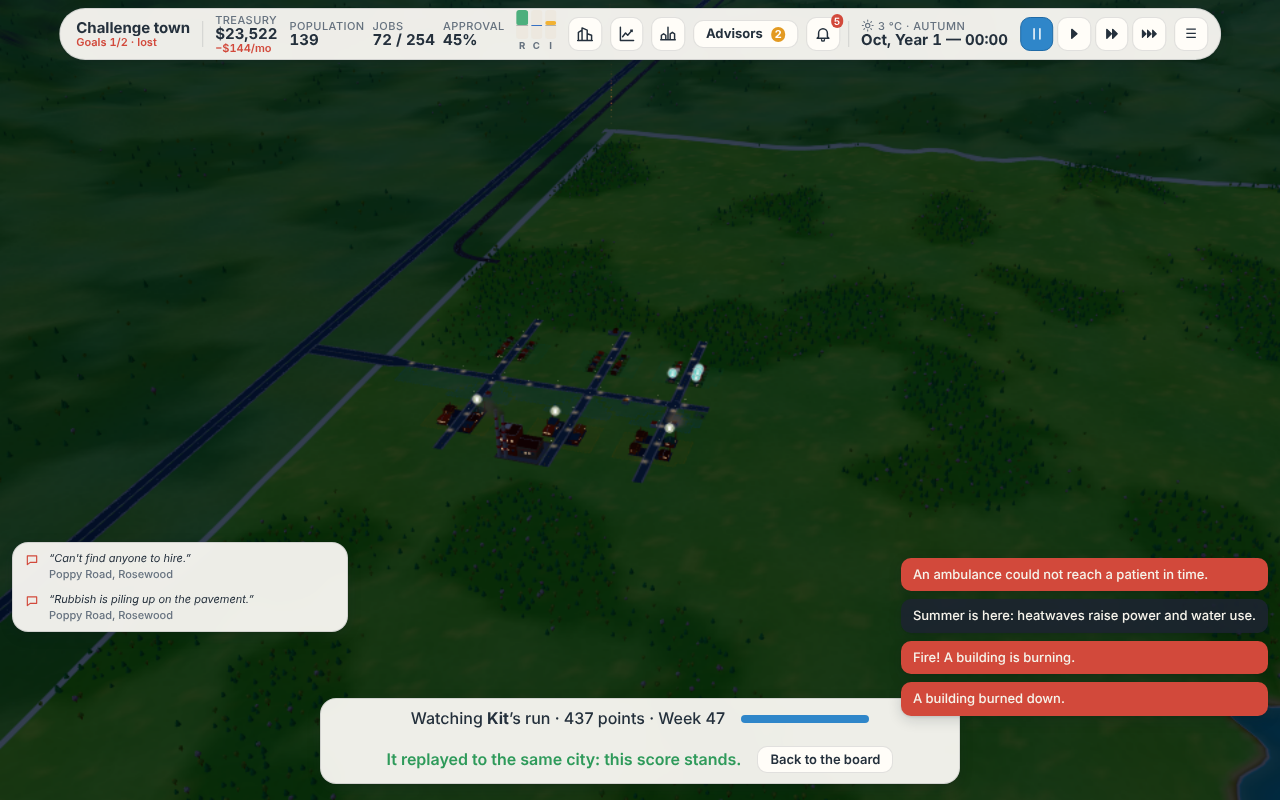 Challenge town
Goals 1/2 · lost
TREASURY
$23,522
−$144/mo
POPULATION
139
JOBS
72 / 254
APPROVAL
45%
R C I
Advisors 2
5
3 °C · AUTUMN
Oct, Year 1 — 00:00
“Can't find anyone to hire.”
Poppy Road, Rosewood
“Rubbish is piling up on the pavement.”
Poppy Road, Rosewood
An ambulance could not reach a patient in time.
Summer is here: heatwaves raise power and water use.
Fire! A building is burning.
A building burned down.
Watching Kit's run · 437 points · Week 47
It replayed to the same city: this score stands.
Back to the board